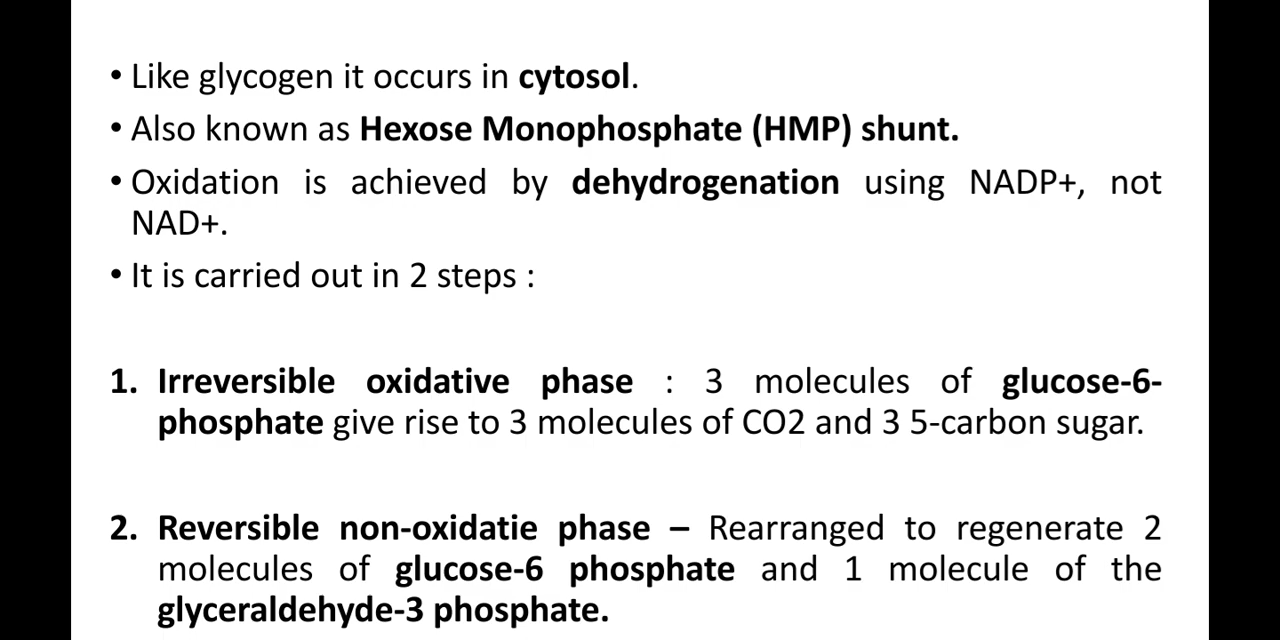 • Like glycogen it occurs in cytosol.
• Also known as Hexose Monophosphate (HMP) shunt.
• Oxidation is achieved by dehydrogenation using NADP+, not
NAD+.
• It is carried out in 2 steps :
1. Irreversible oxidative phase : 3 molecules of glucose-6-
phosphate give rise to 3 molecules of CO2 and 3 5-carbon sugar.
2. Reversible non-oxidatie phase – Rearranged to regenerate 2
molecules of glucose-6 phosphate and 1 molecule of the
glyceraldehyde-3 phosphate.